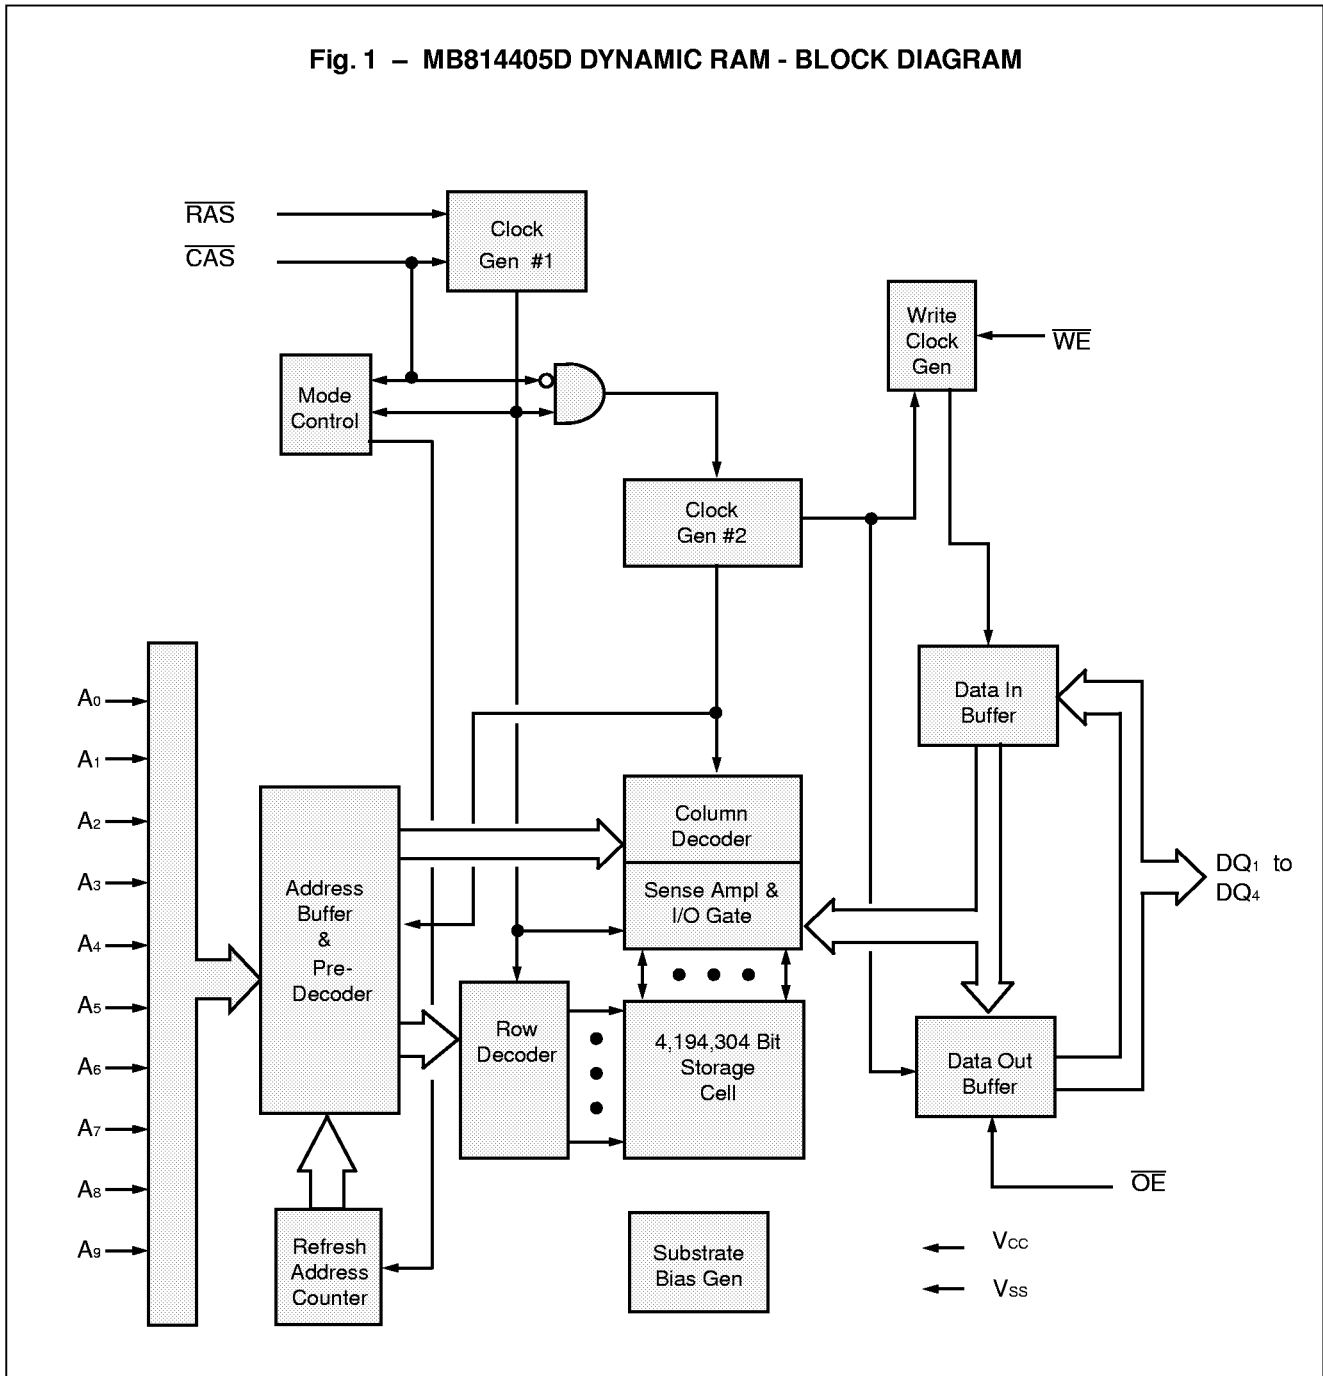 Fig. 1 – MB814405D DYNAMIC RAM - BLOCK DIAGRAM
RAS
CAS
Clock
Gen #1
Write
Clock
Gen
WE
Mode
Control
Clock
Gen #2
A0
A1
A2
A3
A4
A5
A6
A7
A8
A9
Address
Buffer
&
Pre-
Decoder
Column
Decoder
Sense Ampl &
I/O Gate
Data In
Buffer
DQ1 to
DQ4
Row
Decoder
4,194,304 Bit
Storage
Cell
Data Out
Buffer
OE
Refresh
Address
Counter
Substrate
Bias Gen
VCC
VSS